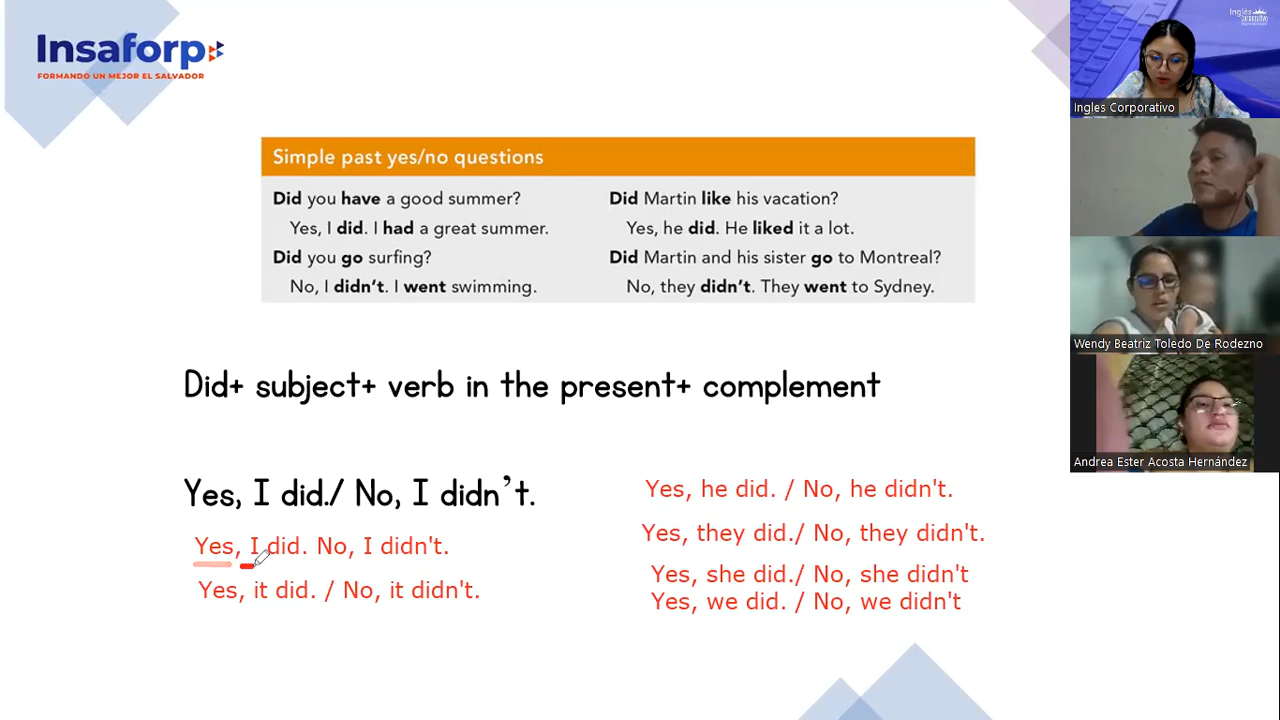 Insaforp
FORMANDO UN MEJOR EL SALVADOR
Simple past yes/no questions
Did you have a good summer?
Yes, I did. I had a great summer.
Did you go surfing?
No, I didn't. I went swimming.
Did Martin like his vacation?
Yes, he did. He liked it a lot.
Did Martin and his sister go to Montreal?
No, they didn't. They went to Sydney.
Did+ subject+ verb in the present+ complement
Yes, I did./ No, I didn't.
Yes, I did. No, I didn't.
Yes, it did. / No, it didn't.
Yes, he did. / No, he didn't.
Yes, they did./ No, they didn't.
Yes, she did./ No, she didn't
Yes, we did. / No, we didn't
Ingles Corporativo
Wendy Beatriz Toledo De Rodezno
Andrea Ester Acosta Hernández